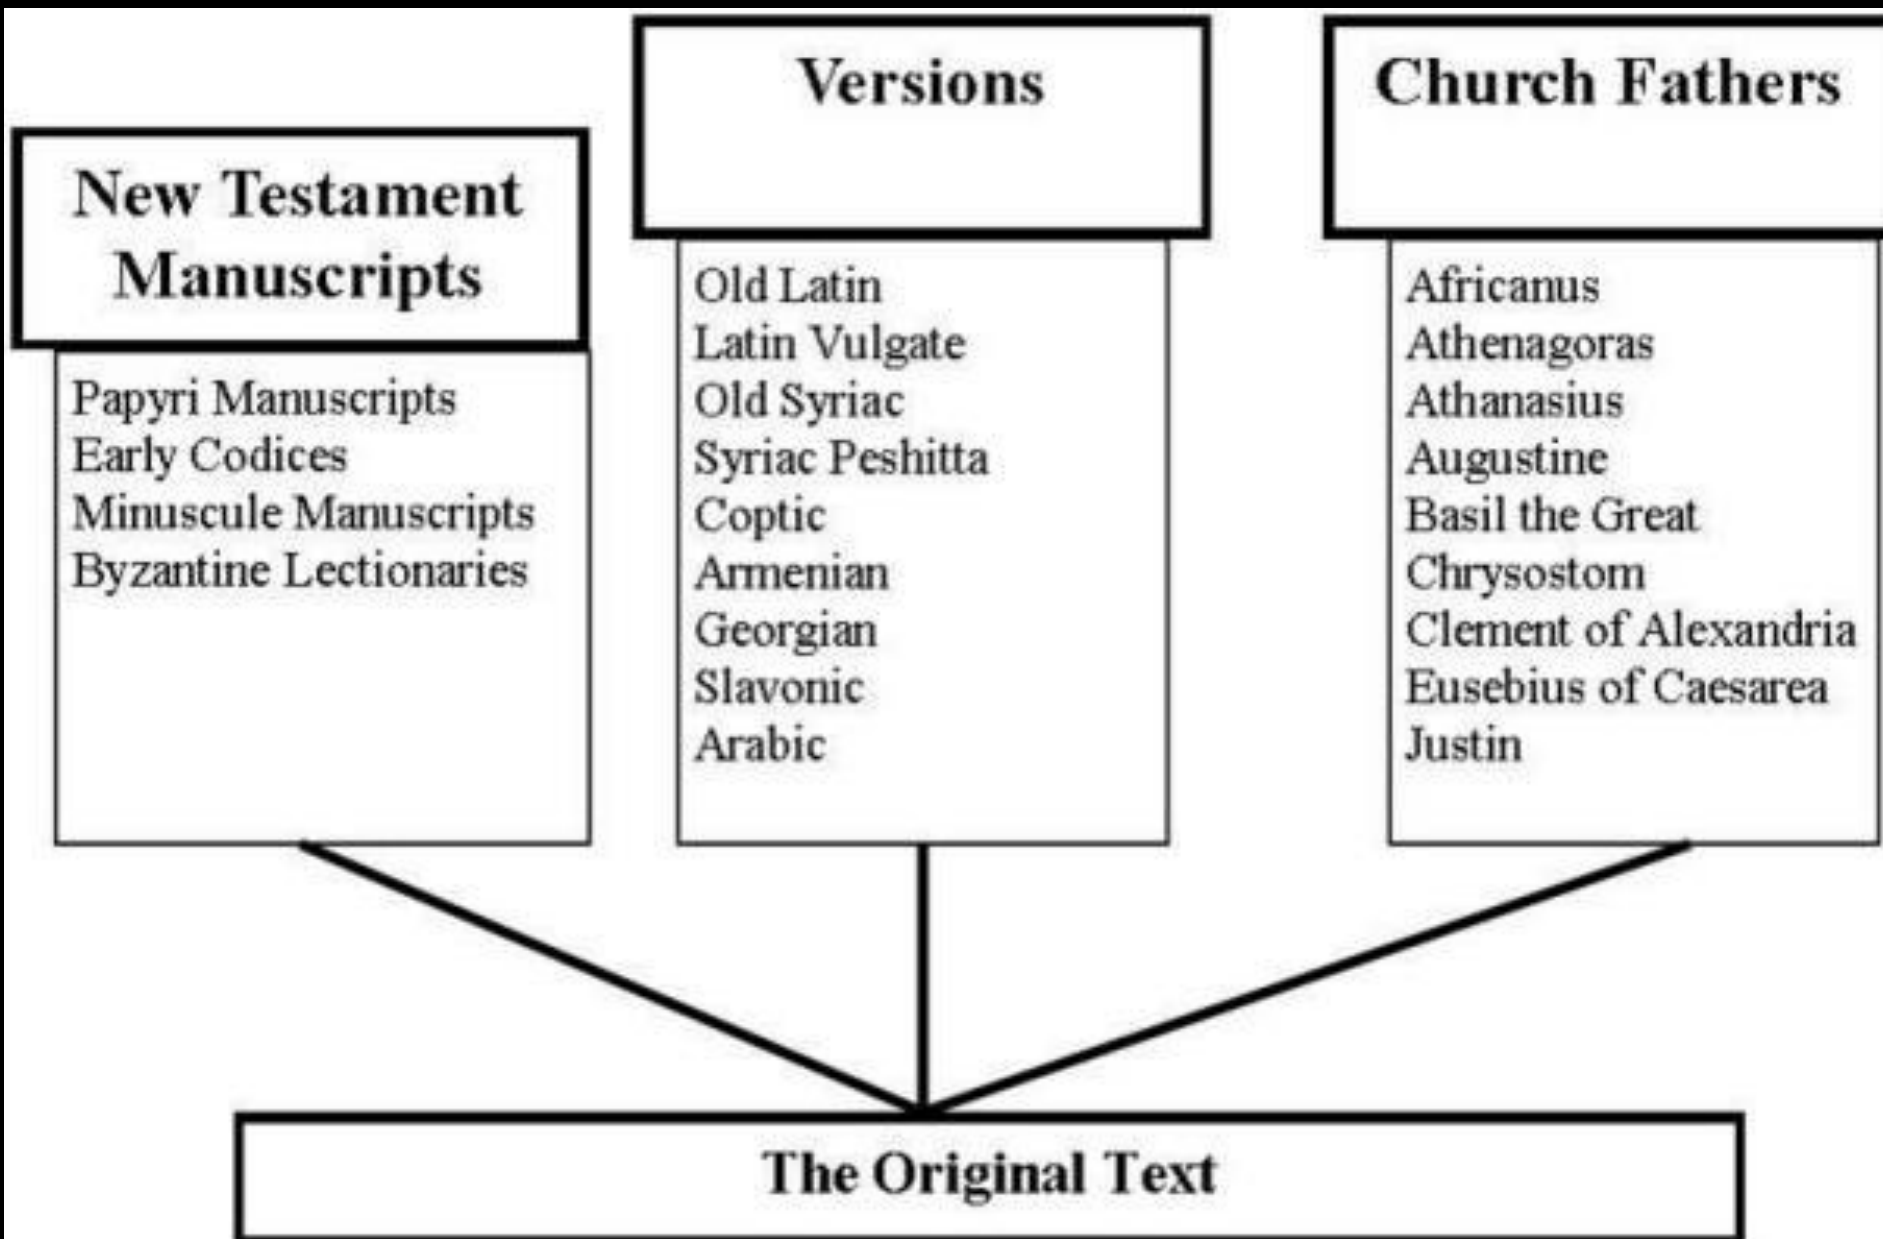 New Testament
Manuscripts
Papyri Manuscripts
Early Codices
Minuscule Manuscripts
Byzantine Lectionaries
Versions
Old Latin
Latin Vulgate
Old Syriac
Syriac Peshitta
Coptic
Armenian
Georgian
Slavonic
Arabic
Church Fathers
Africanus
Athenagoras
Athanasius
Augustine
Basil the Great
Chrysostom
Clement of Alexandria
Eusebius of Caesarea
Justin
The Original Text